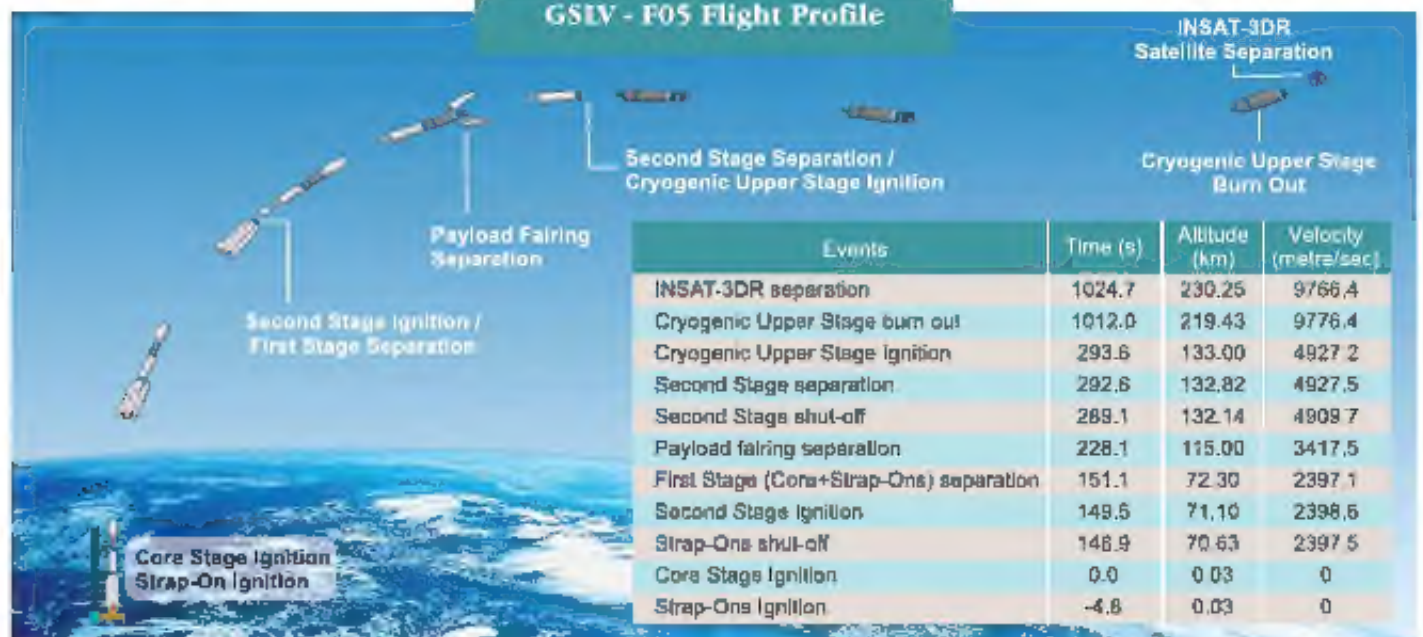 GSLV - F05 Flight Profile
INSAT-3DR
Satellite Separation
Second Stage Separation /
Cryogenic Upper Stage Ignition
Cryogenic Upper Stage
Burn Out
Payload Fairing
Separation
Second Stage Ignition /
First Stage Separation
Core Stage Ignition
Strap-On Ignition
Events Time (s) Altitude (km) Velocity (metre/sec)
INSAT-3DR separation 1024.7 230.25 9766.4
Cryogenic Upper Stage burn out 1012.0 219.43 9776.4
Cryogenic Upper Stage Ignition 293.6 133.00 4927.2
Second Stage separation 292.6 132.82 4927.5
Second Stage shut-off 289.1 132.14 4909.7
Payload fairing separation 228.1 115.00 3417.5
First Stage (Core+Strap-Ons) separation 151.1 72.30 2397.1
Second Stage Ignition 149.5 71.10 2398.6
Strap-Ons shut-off 70.63 2397.5
Core Stage Ignition 0.0 0.03 0
Strap-Ons Ignition 0.03 0